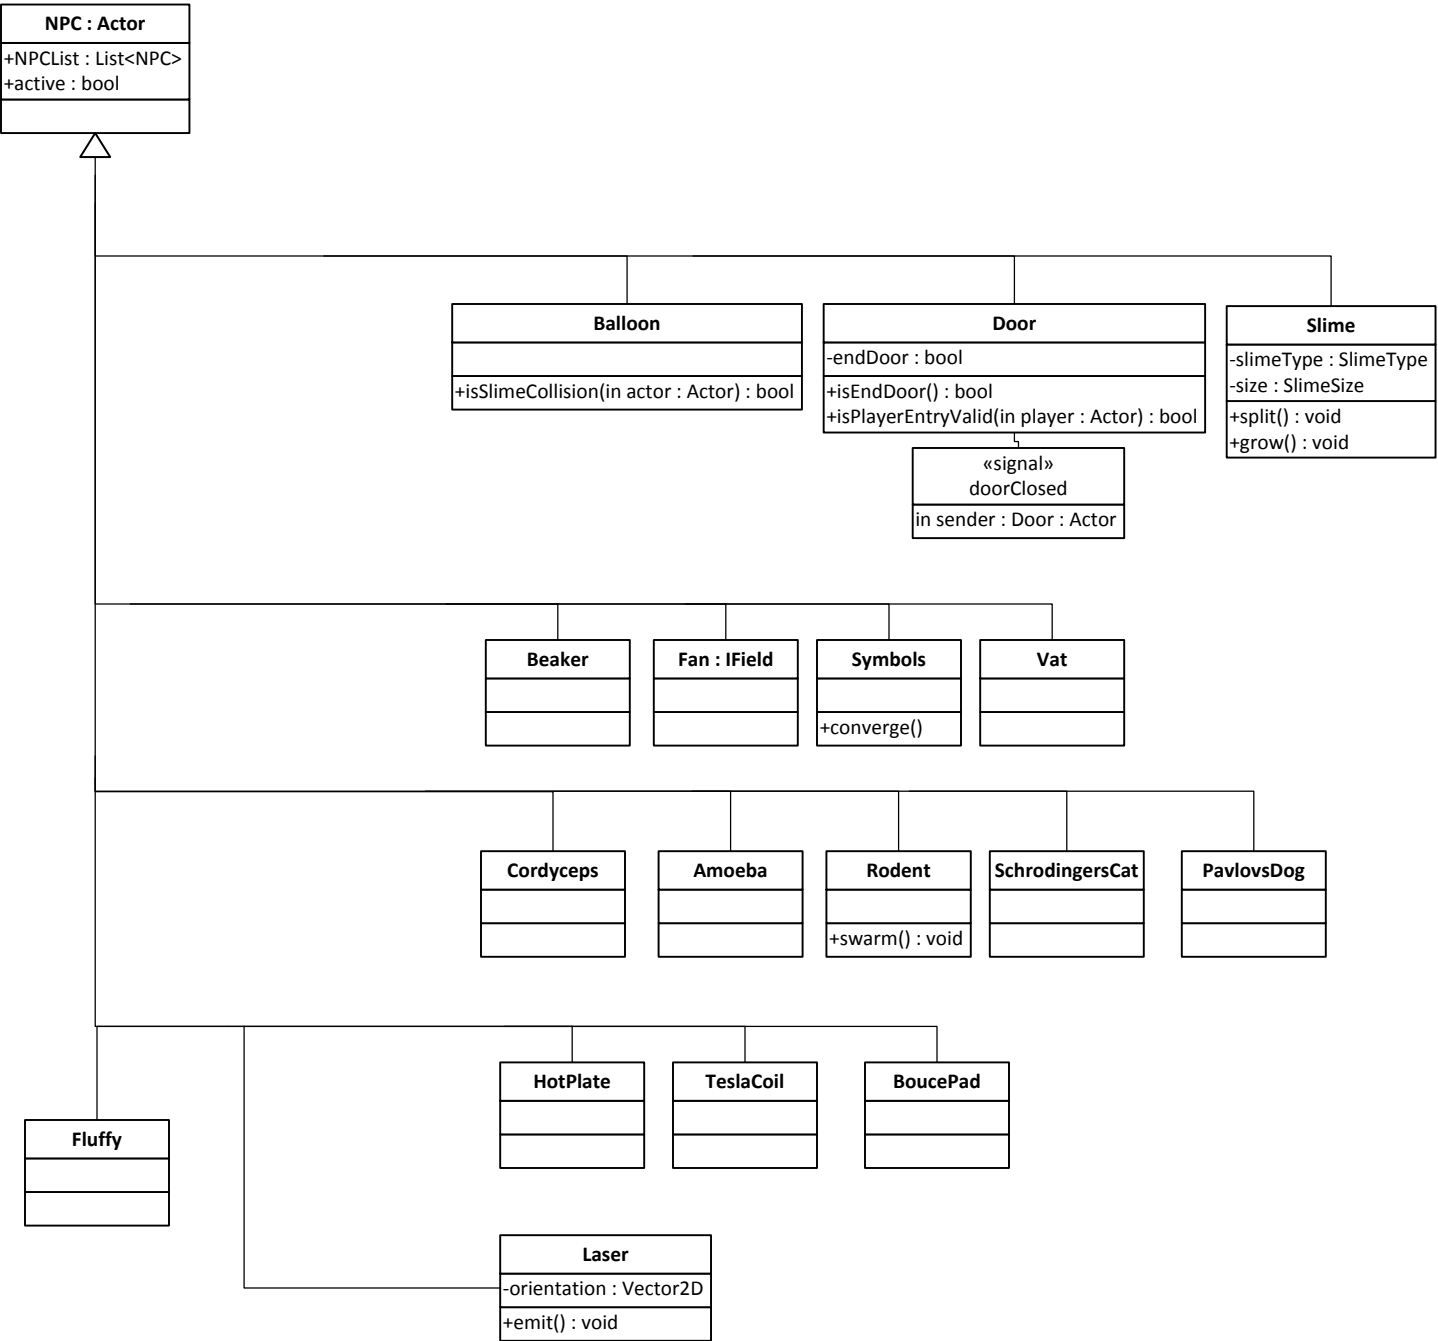 NPC : Actor
+NPCList : List<NPC>
+active : bool
Balloon
+isSlimeCollision(in actor : Actor) : bool
Door
-endDoor : bool
+isEndDoor() : bool
+isPlayerEntryValid(in player : Actor) : bool
«signal»
doorClosed
in sender : Door : Actor
Slime
-slimeType : SlimeType
-size : SlimeSize
+split() : void
+grow() : void
Beaker
Fan : IField
Symbols
+converge()
Vat
Cordyceps
Amoeba
Rodent
+swarm() : void
SchrodingersCat
PavlovsDog
HotPlate
TeslaCoil
BoucePad
Fluffy
Laser
-orientation : Vector2D
+emit() : void